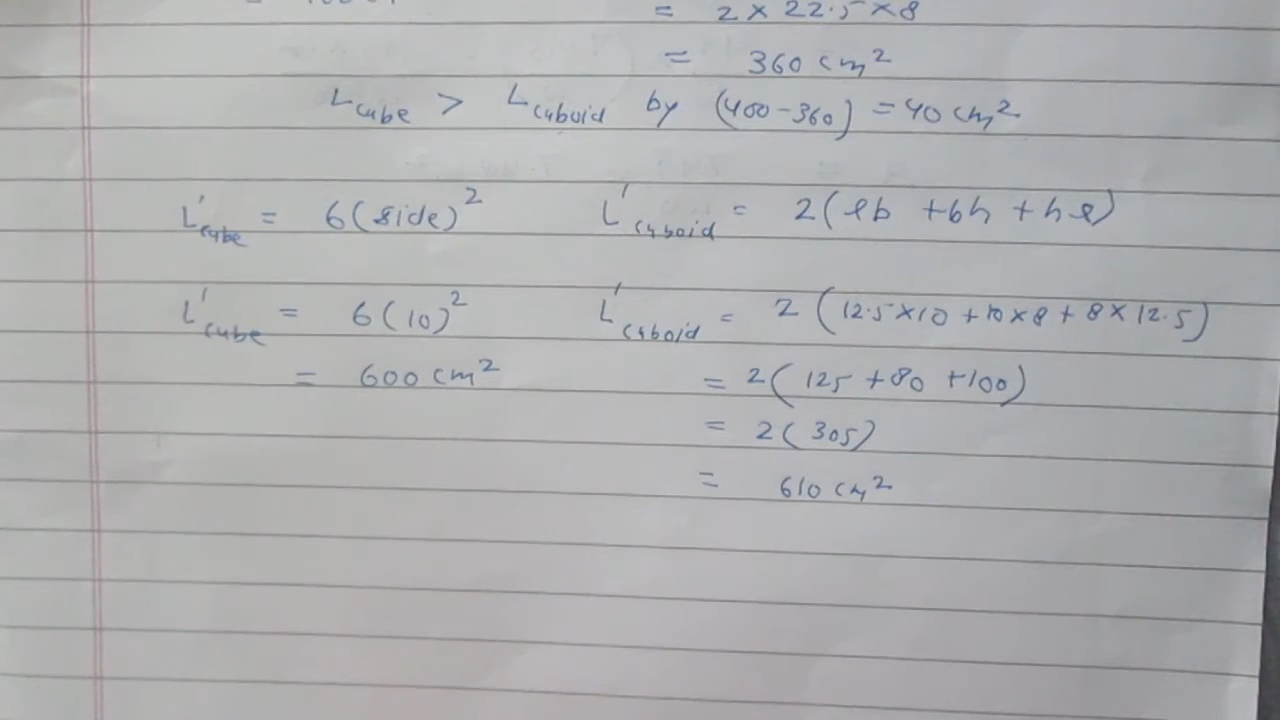 = 2 × 22.5 × 8
= 360 cm²
Lcube > Lcuboid by (400-360) = 40 cm²
L'cube = 6(side)² L'cuboid = 2(lb + bh + hl)
L'cube = 6(10)² L'cuboid = 2(12.5×10 + 10×8 + 8×12.5)
= 600 cm² = 2(125 + 80 + 100)
= 2(305)
= 610 cm²